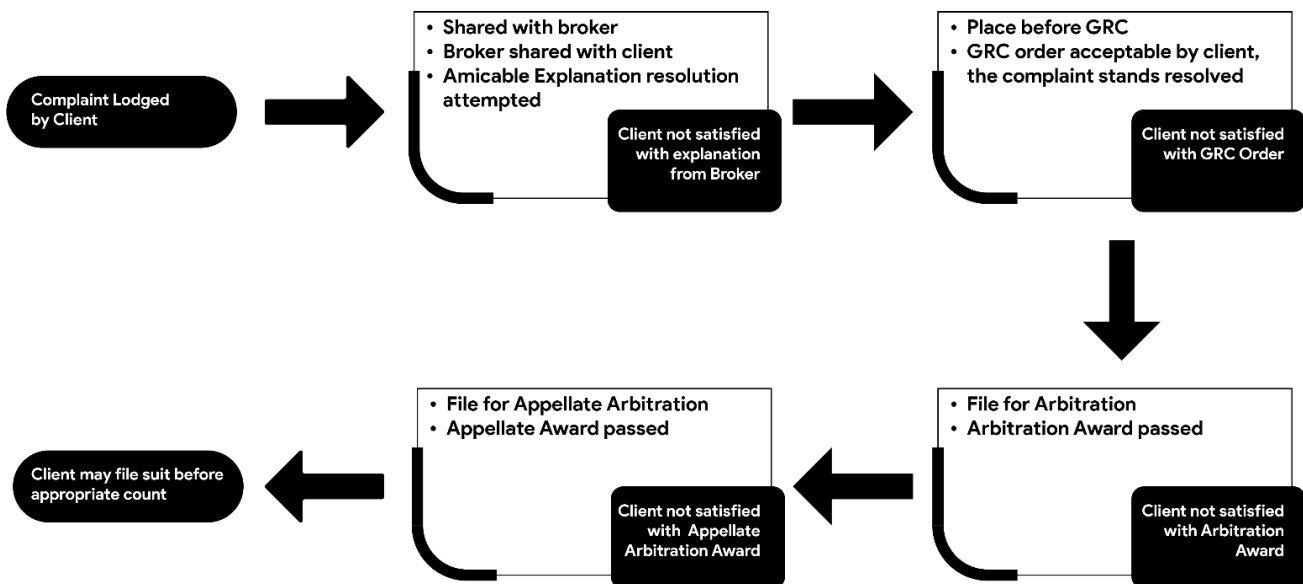 Complaint Lodged
by Client
• Shared with broker
• Broker shared with client
• Amicable Explanation resolution
attempted
Client not satisfied
with explanation
from Broker
• Place before GRC
• GRC order acceptable by client,
the complaint stands resolved
Client not satisfied
with GRC Order
• File for Arbitration
• Arbitration Award passed
Client not satisfied
with Arbitration
Award
• File for Appellate Arbitration
• Appellate Award passed
Client not satisfied
with Appellate
Arbitration Award
Client may file suit before
appropriate count